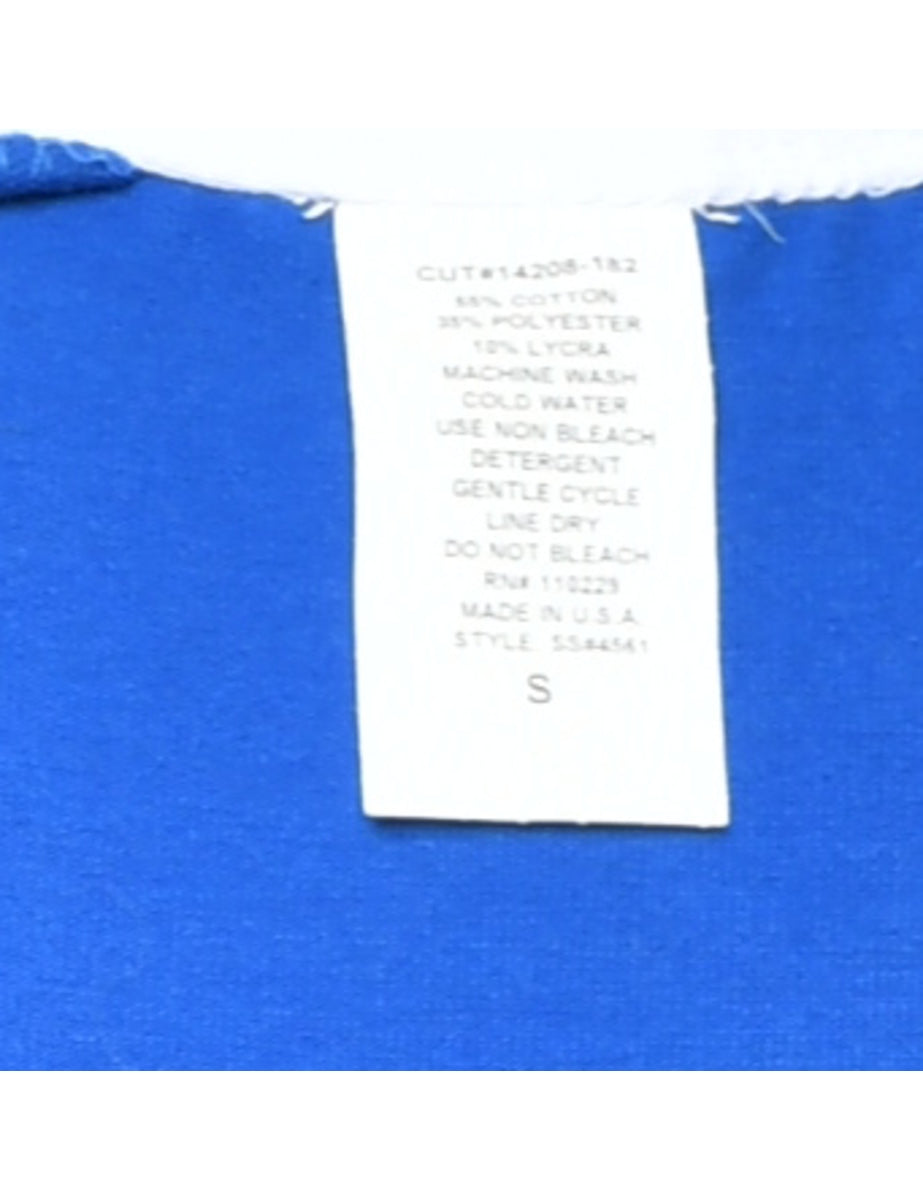 CUT#14208-182
55% COTTON
35% POLYESTER
10% LYCRA
MACHINE WASH
COLD WATER
USE NON BLEACH
DETERGENT
GENTLE CYCLE
LINE DRY
DO NOT BLEACH
RN# 110229
MADE IN U.S.A.
STYLE: SS#4561
S